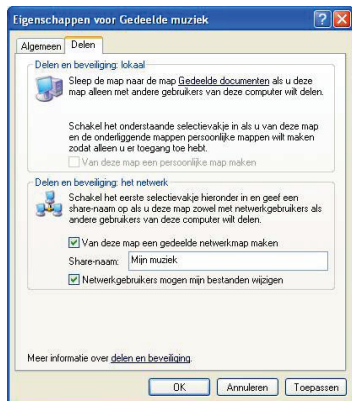 Eigenschappen voor Gedeelde muziek
Algemeen Delen
Delen en beveiliging: lokaal
Sleep de map naar de map Gedeelde documenten als u deze
map alleen met andere gebruikers van deze computer wilt delen.
Schakel het onderstaande selectievakje in als u van deze map
en de onderliggende mappen persoonlijke mappen wilt maken
zodat alleen u er toegang toe hebt.
Van deze map een persoonlijke map maken
Delen en beveiliging: het netwerk
Schakel het eerste selectievakje hieronder in en geef een
share-naam op als u deze map zowel met netwerkgebruikers als
andere gebruikers van deze computer wilt delen.
Van deze map een gedeelde netwerkmap maken
Share-naam: Mijn muziek
Netwerkgebruikers mogen mijn bestanden wijzigen
Meer informatie over delen en beveiliging.
OK Annuleren Toepassen